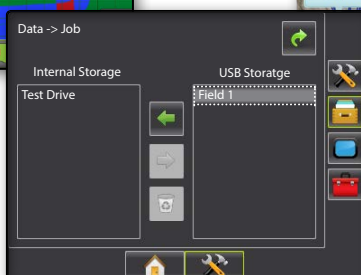 Data -> Job
Internal Storage
USB Storatge
Test Drive
Field 1